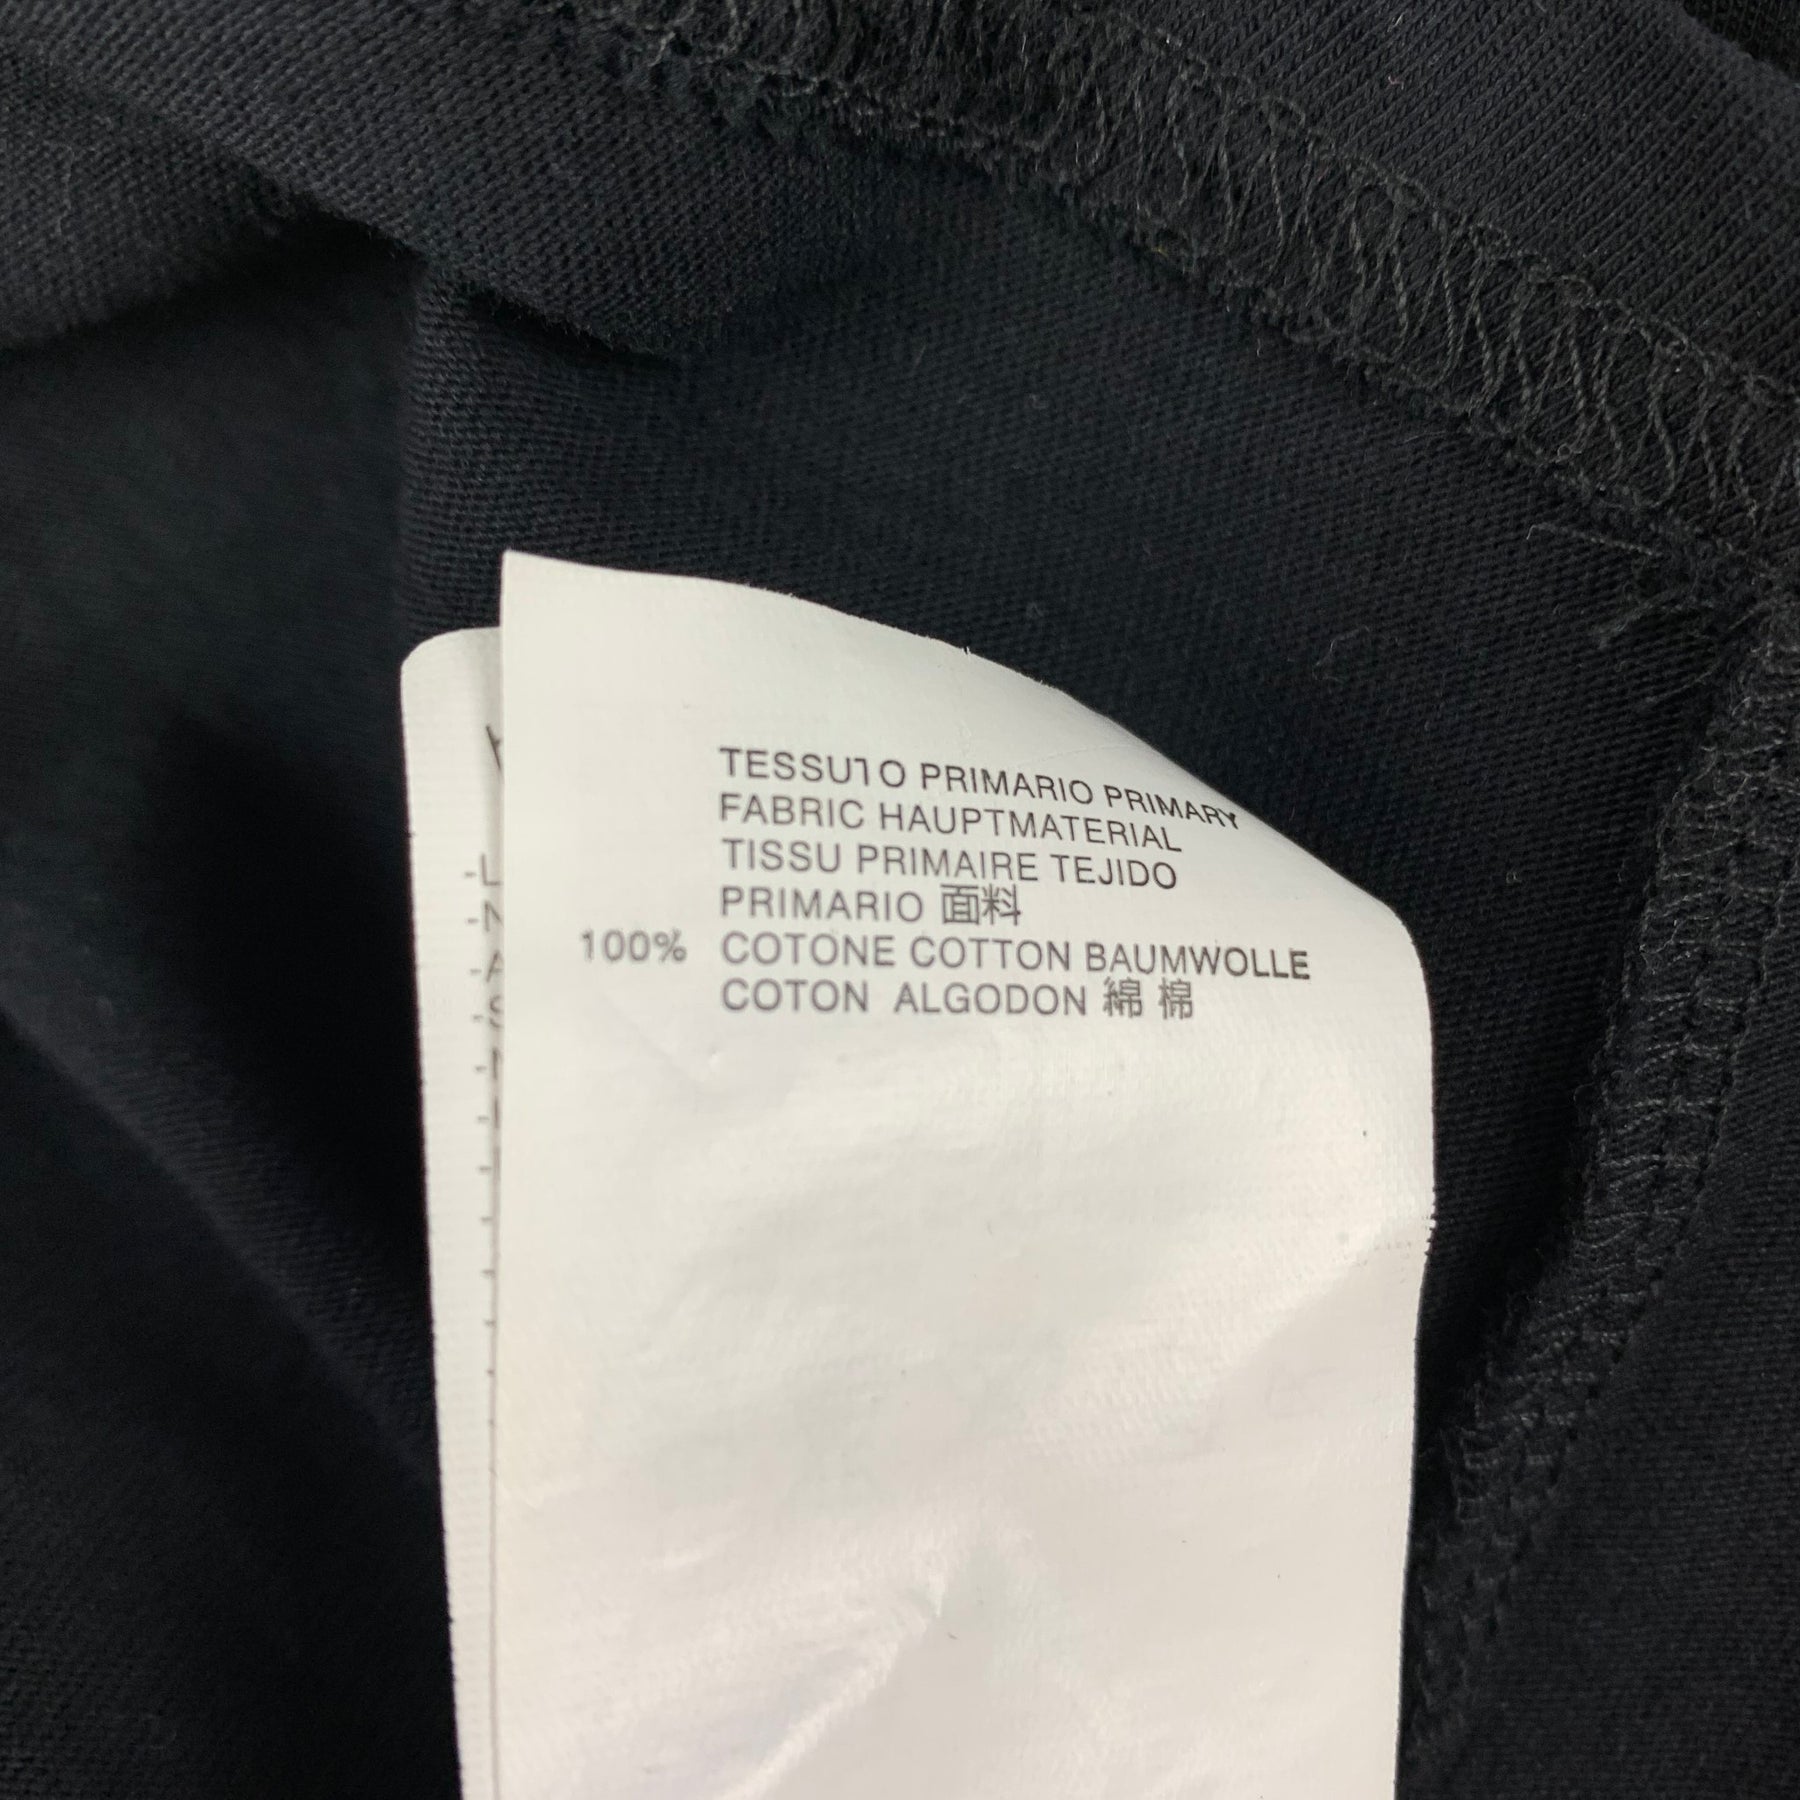 TESSUTO PRIMARIO PRIMARY
FABRIC HAUPTMATERIAL
TISSU PRIMAIRE TEJIDO
PRIMARIO 面料
100% COTONE COTTON BAUMWOLLE
COTON ALGODON 綿 棉